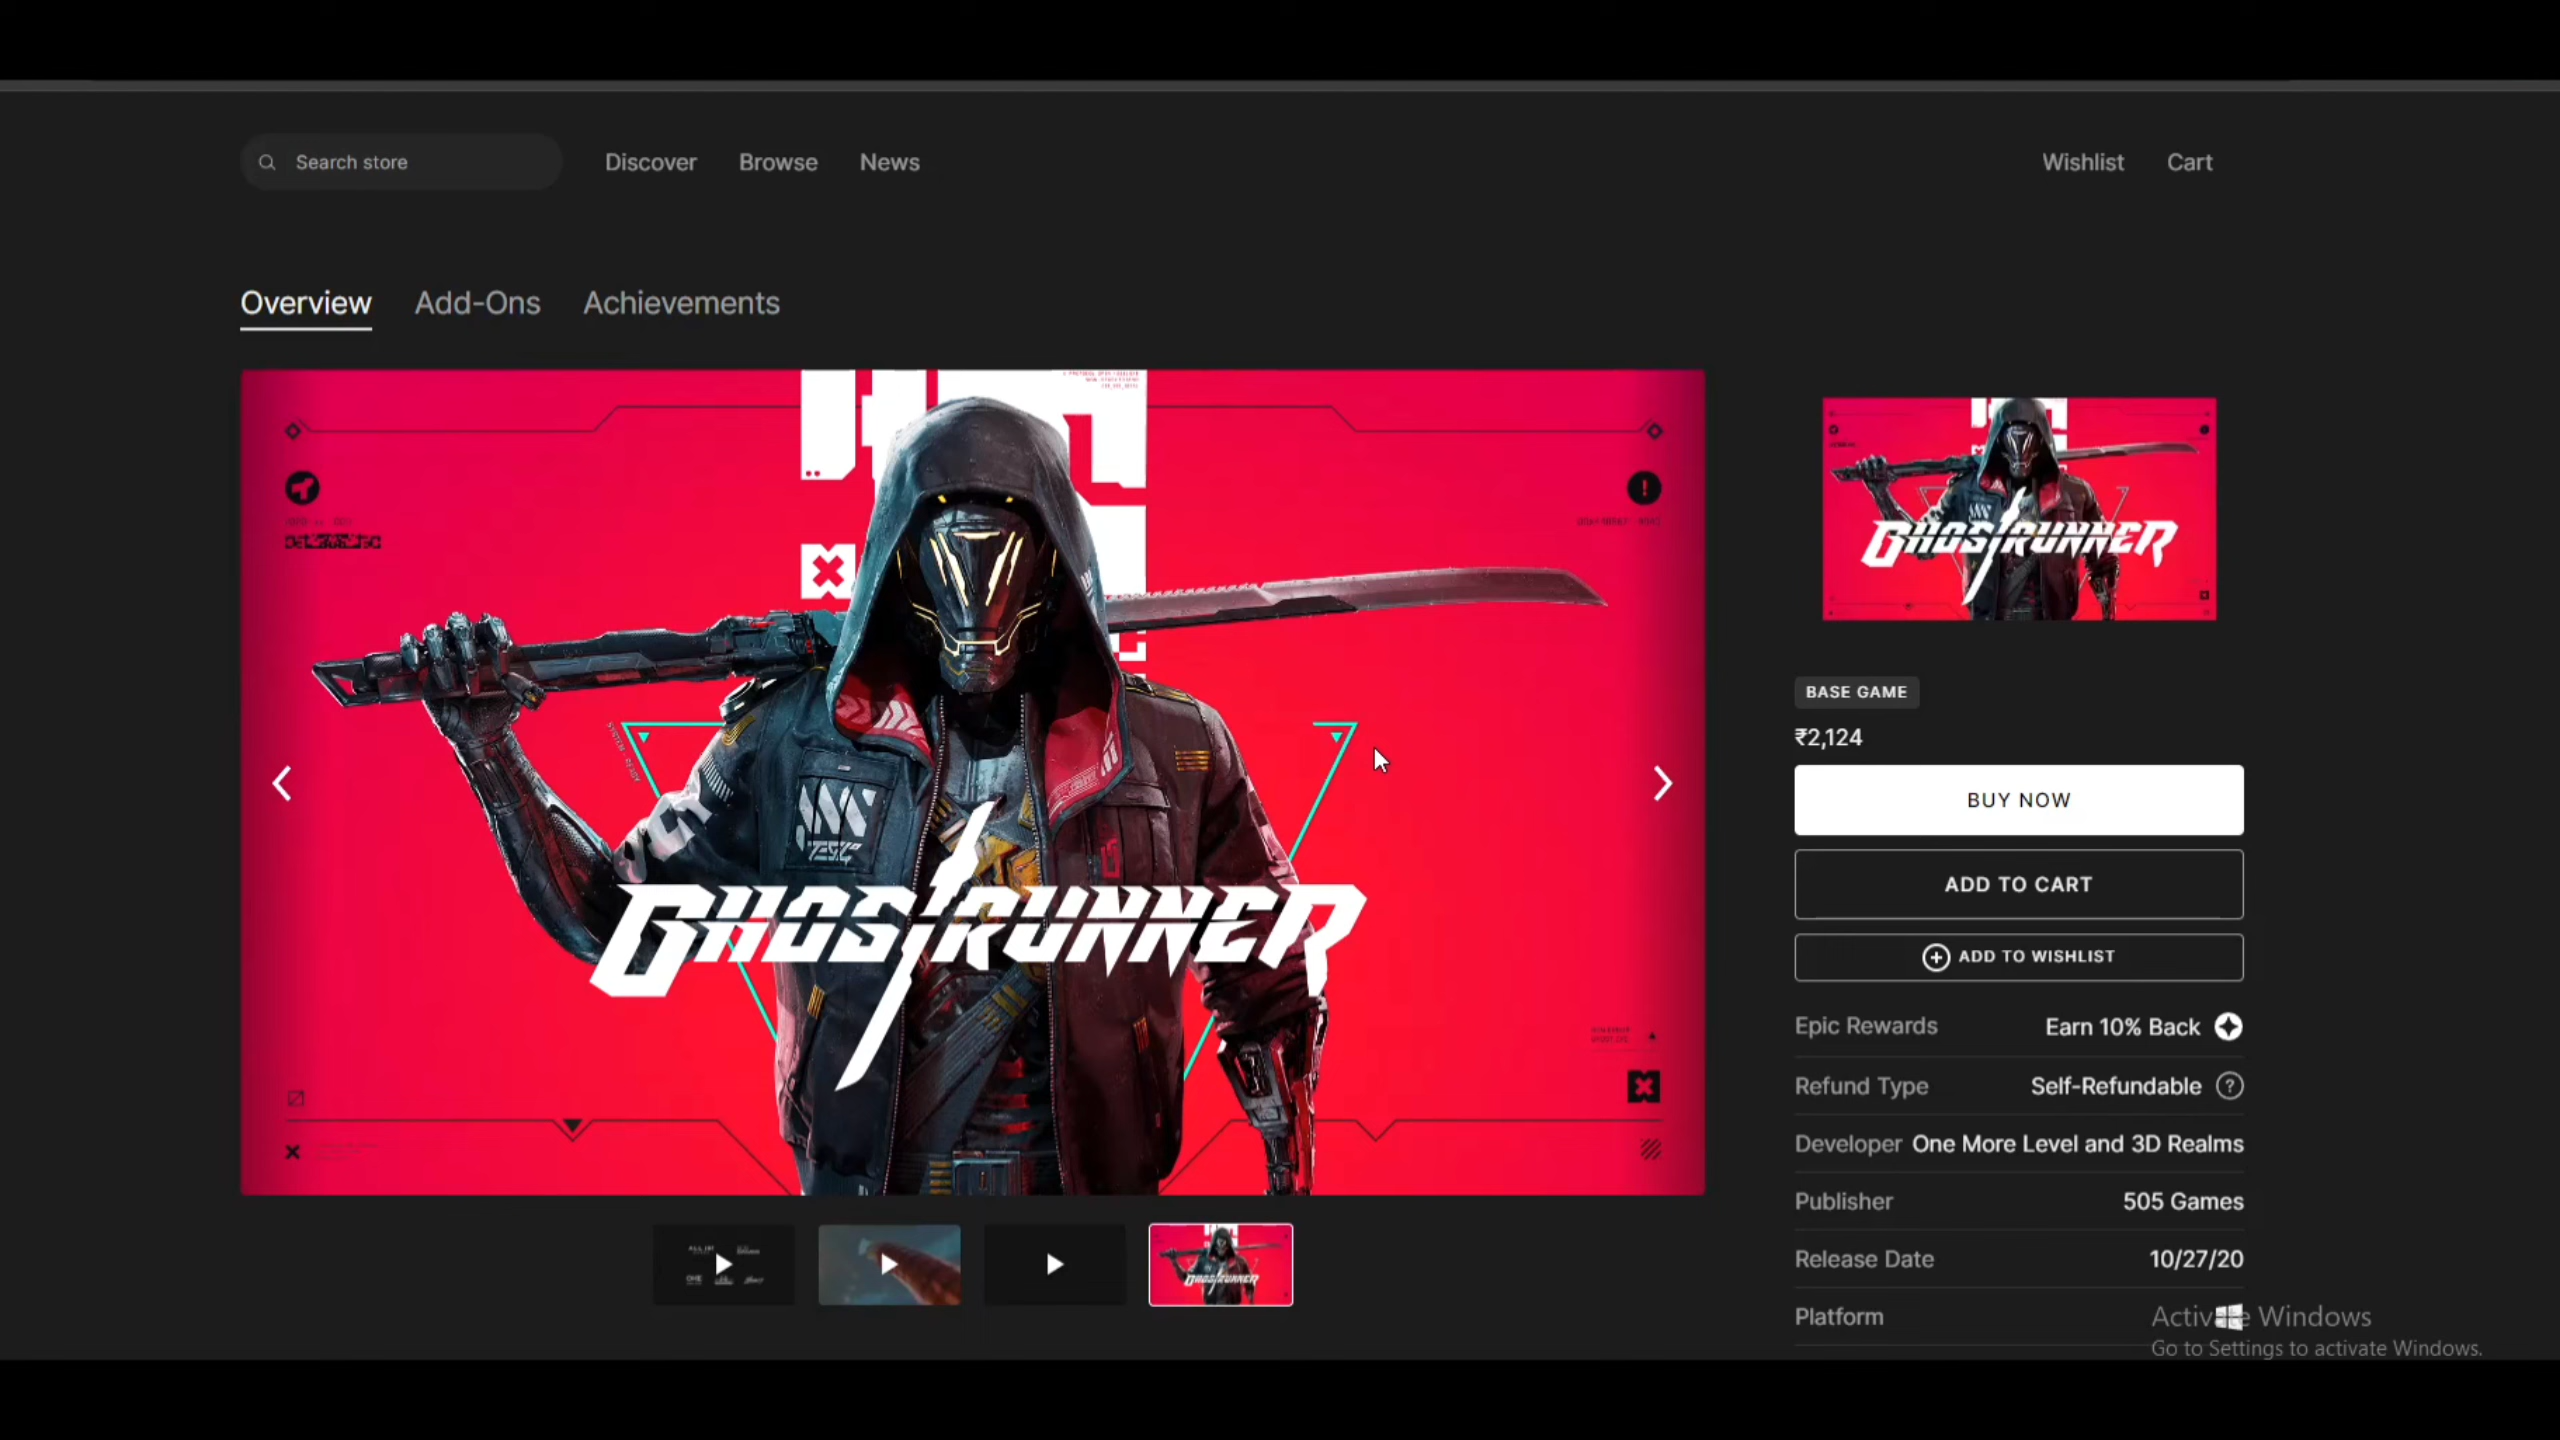 Search store
Discover
Browse
News
Wishlist
Cart
Overview
Add-Ons
Achievements
GHOSTRUNNER
GHOSTRUNNER
BASE GAME
₹2,124
BUY NOW
ADD TO CART
ADD TO WISHLIST
Epic Rewards
Earn 10% Back
Refund Type
Self-Refundable
Developer
One More Level and 3D Realms
Publisher
505 Games
Release Date
10/27/20
Platform
Activate Windows
Go to Settings to activate Windows.